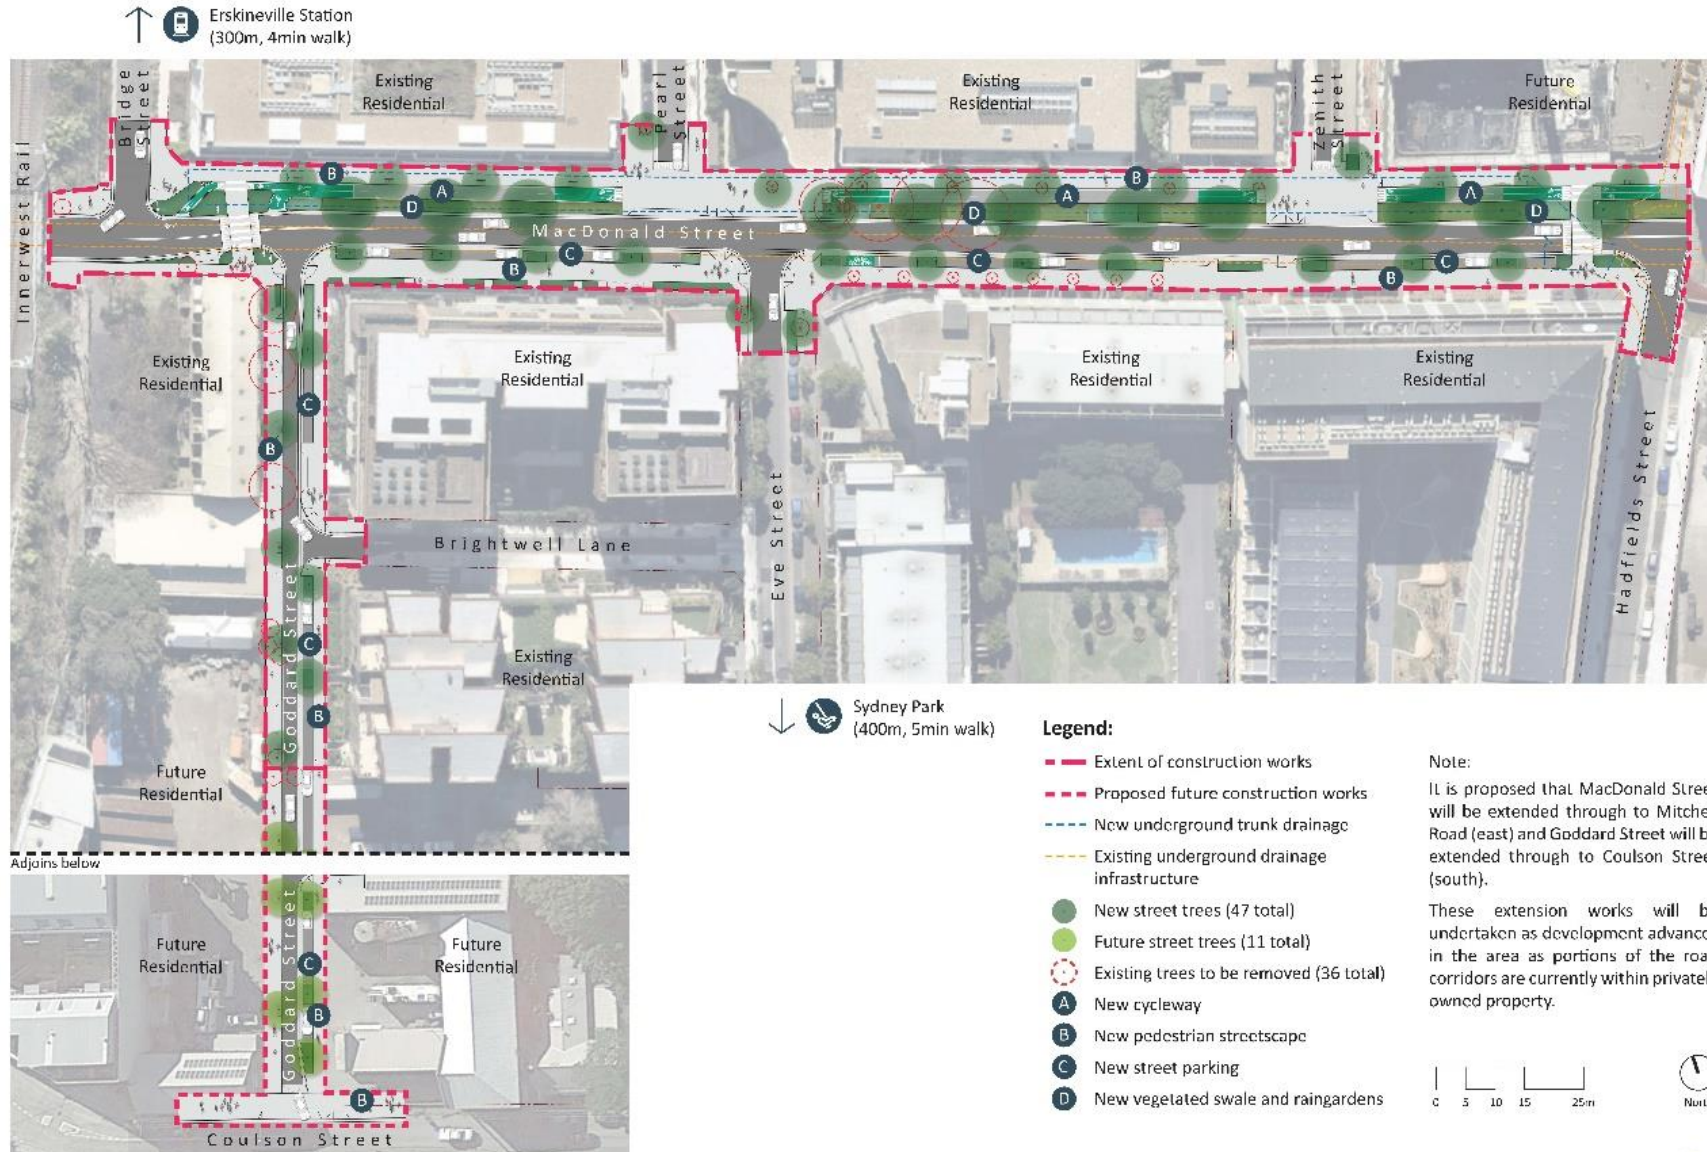 Erskineville Station
(300m, 4min walk)
Bridge
Street
Existing
Residential
Pearl
Street
Existing
Residential
Zenith
Street
Future
Residential
Innerwest Rail
B
A
D
B
A
D
A
D
MacDonald Street
C
B
C
C
B
Existing
Residential
Existing
Residential
Existing
Residential
Existing
Residential
C
B
Brightwell Lane
Eve Street
Hadfields Street
Goddard Street
C
B
Existing
Residential
Future
Residential
Adjoins below
Sydney Park
(400m, 5min walk)
Future
Residential
Future
Residential
Goddard Street
C
B
B
Coulson Street
Legend:
Extent of construction works
Proposed future construction works
New underground trunk drainage
Existing underground drainage
infrastructure
New street trees (47 total)
Future street trees (11 total)
Existing trees to be removed (36 total)
A New cycleway
B New pedestrian streetscape
C New street parking
D New vegetated swale and raingardens
Note:
It is proposed that MacDonald Stree
will be extended through to Mitche
Road (east) and Goddard Street will b
extended through to Coulson Stree
(south).
These extension works will b
undertaken as development advance
in the area as portions of the roa
corridors are currently within privatel
owned property.
0 5 10 15 25m
Nort